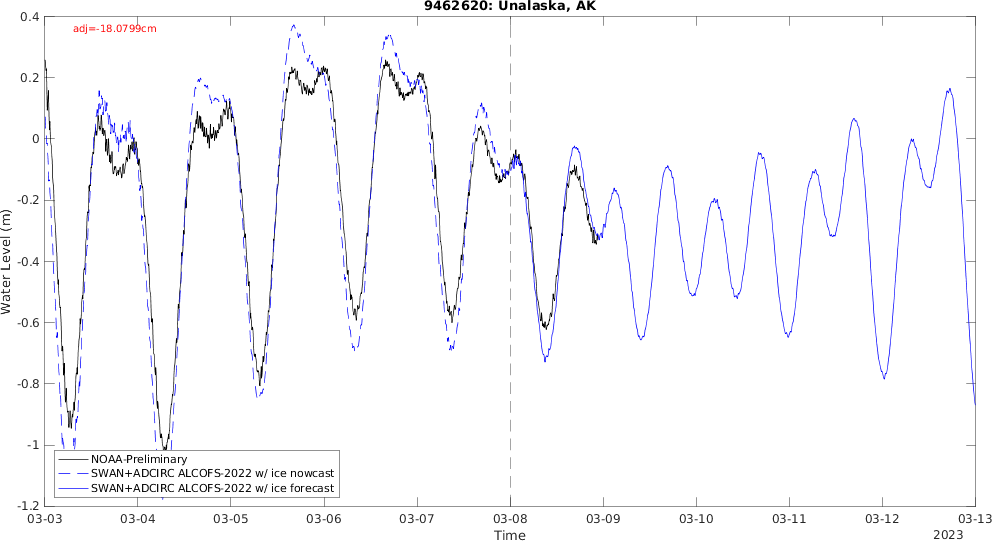 9462620: Unalaska, AK
adj=-18.0799cm
0.4
0.2
0
-0.2
-0.4
-0.6
-0.8
-1
-1.2
Water Level (m)
NOAA-Preliminary
SWAN+ADCIRC ALCOFS-2022 w/ ice nowcast
SWAN+ADCIRC ALCOFS-2022 w/ ice forecast
03-03 03-04 03-05 03-06 03-07 03-08 03-09 03-10 03-11 03-12 03-13
Time
2023